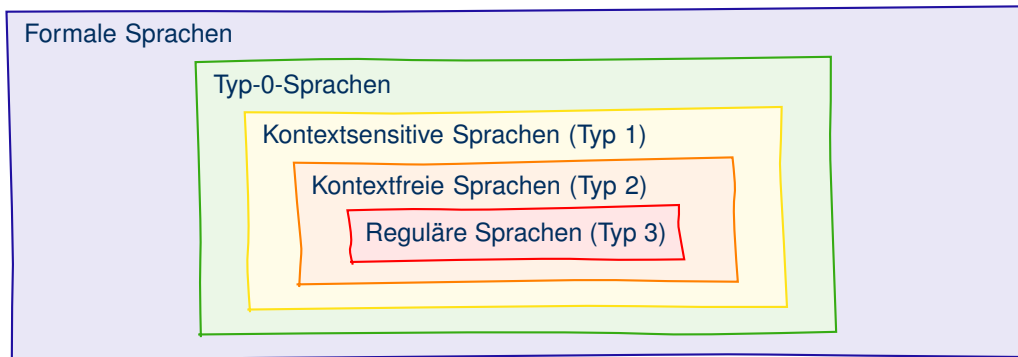 Formale Sprachen
Typ-0-Sprachen
Kontextsensitive Sprachen (Typ 1)
Kontextfreie Sprachen (Typ 2)
Reguläre Sprachen (Typ 3)